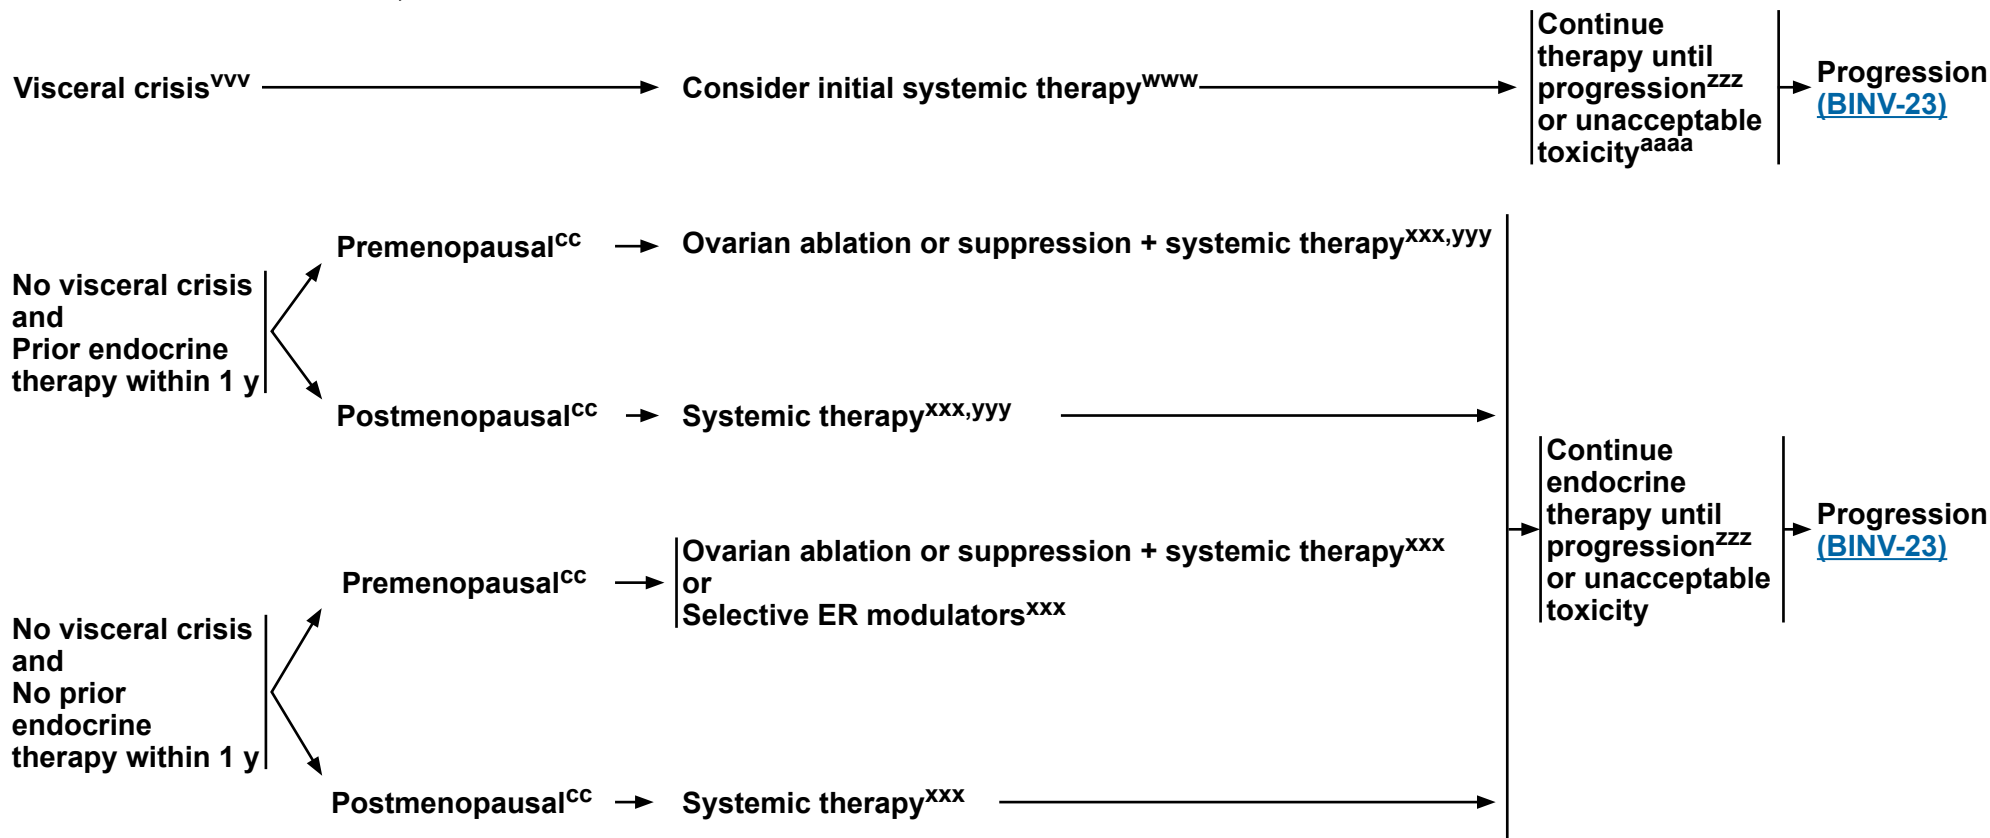 Visceral crisisvvv
Consider initial systemic therapywww
Continue
therapy until
progressionzzz
or unacceptable
toxicityaaaa
Progression
(BINV-23)
No visceral crisis
and
Prior endocrine
therapy within 1 y
Premenopausalcc
Ovarian ablation or suppression + systemic therapyxxx,yyy
Postmenopausalcc
Systemic therapyxxx,yyy
No visceral crisis
and
No prior
endocrine
therapy within 1 y
Premenopausalcc
Ovarian ablation or suppression + systemic therapyxxx
or
Selective ER modulatorsxxx
Postmenopausalcc
Systemic therapyxxx
Continue
endocrine
therapy until
progressionzzz
or unacceptable
toxicity
Progression
(BINV-23)